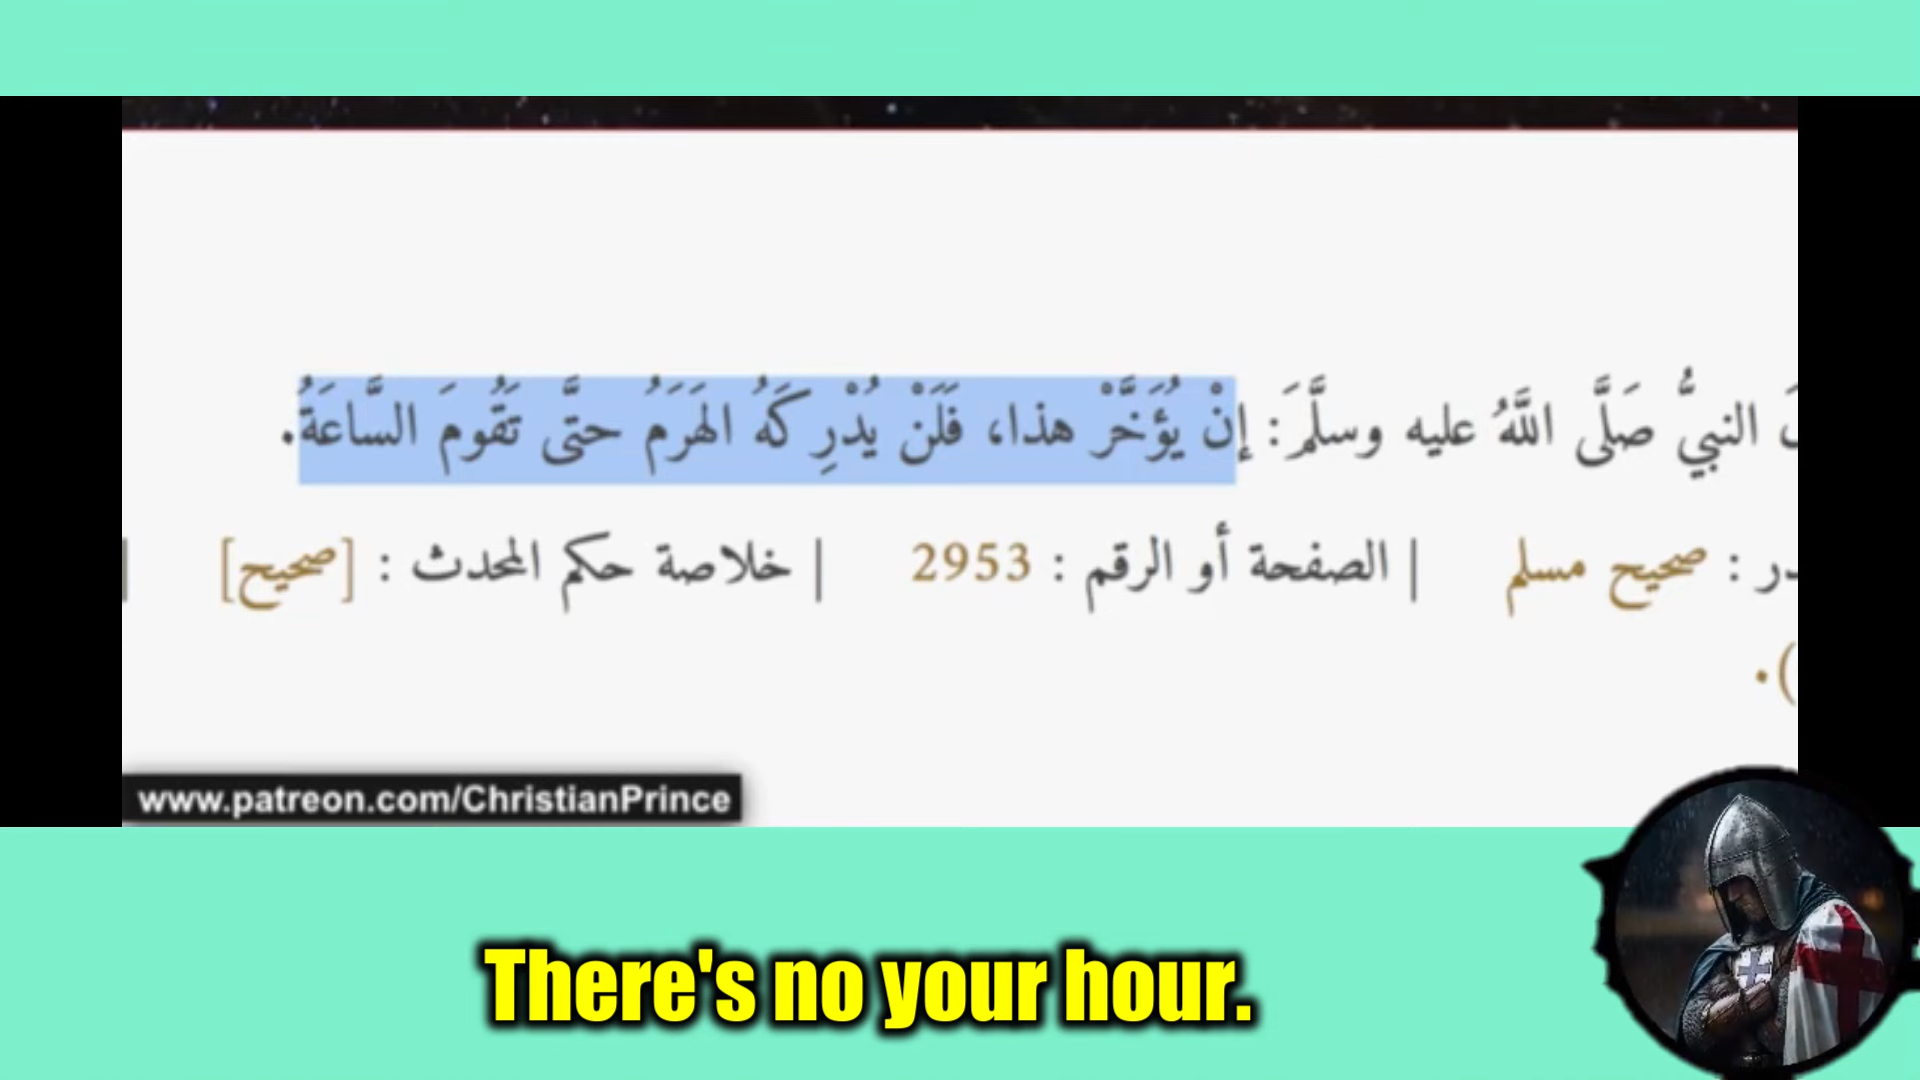 النبيُّ صَلَّى اللَّهُ عليه وسلَّمَ: إنْ يُؤَخَّرْ هذا، فَلَنْ يُدْرِكَهُ الهَرَمُ حتَّى تَقُومَ السَّاعَةُ.
صحيح مسلم | الصفحة أو الرقم : 2953 | خلاصة حكم المحدث : [صحيح] |
).
www.patreon.com/ChristianPrince
There's no your hour.